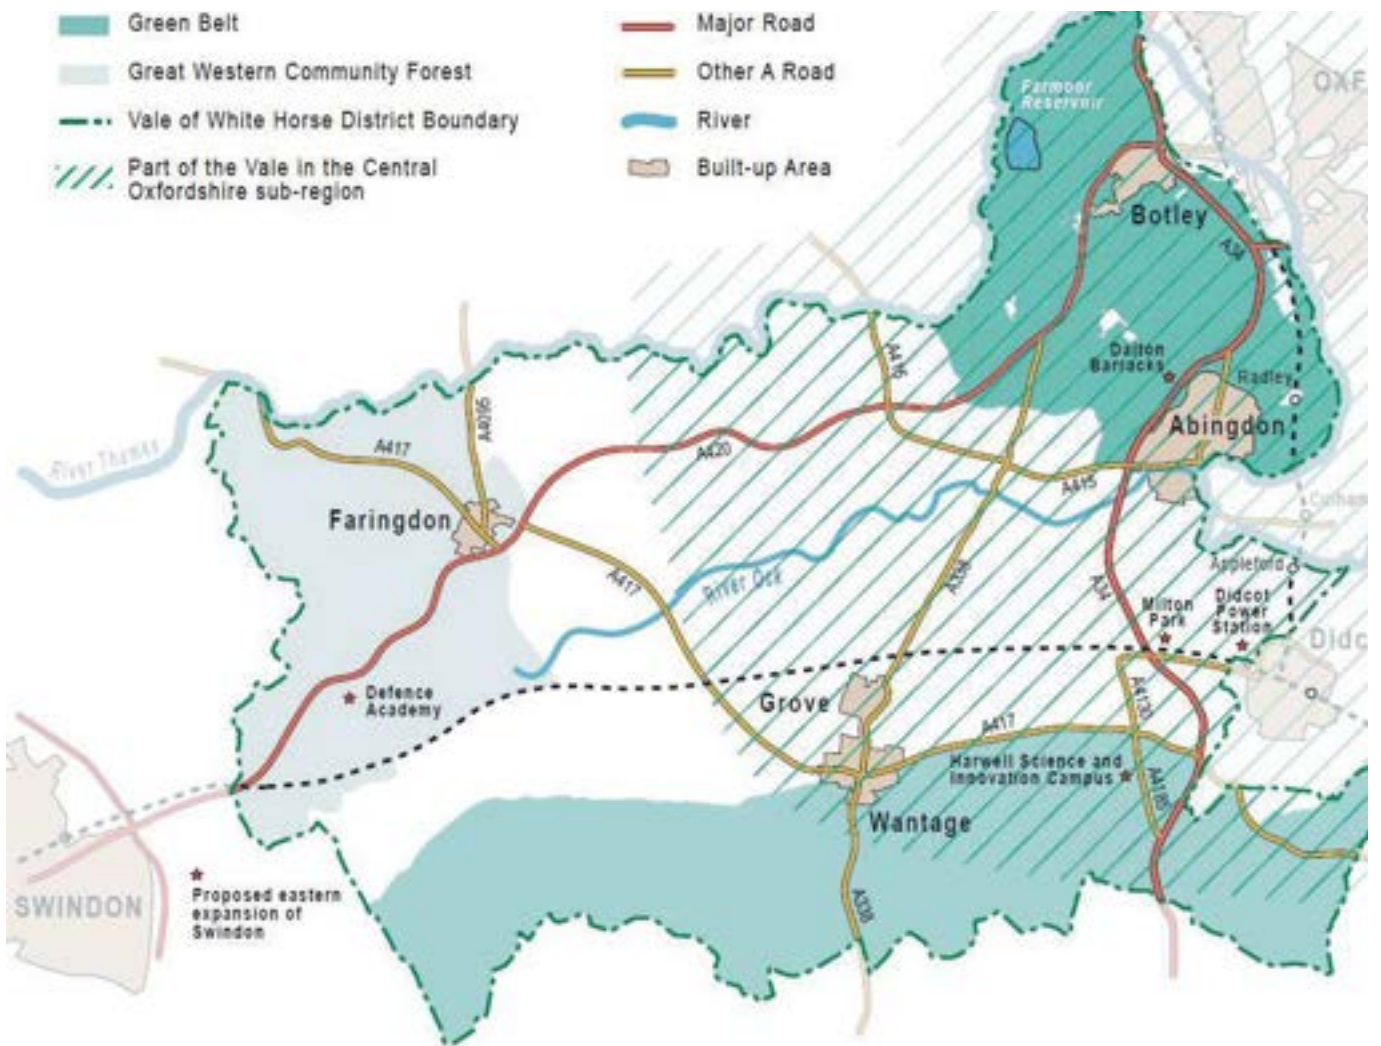 Green Belt
Great Western Community Forest
Vale of White Horse District Boundary
Part of the Vale in the Central
Oxfordshire sub-region
Major Road
Other A Road
River
Built-up Area
Farmoor
Reservoir
OXF
Botley
A34
A416
Dalton
Barracks
Radley
Abingdon
A4095
A417
River Thames
A420
A415
Culham
Faringdon
A417
River Ock
A338
A34
Appleford
Milton
Park
Didcot
Power
Station
Didc
Defence
Academy
Grove
A417
A4130
Harwell Science and
Innovation Campus
A4185
Wantage
A338
SWINDON
Proposed eastern
expansion of
Swindon